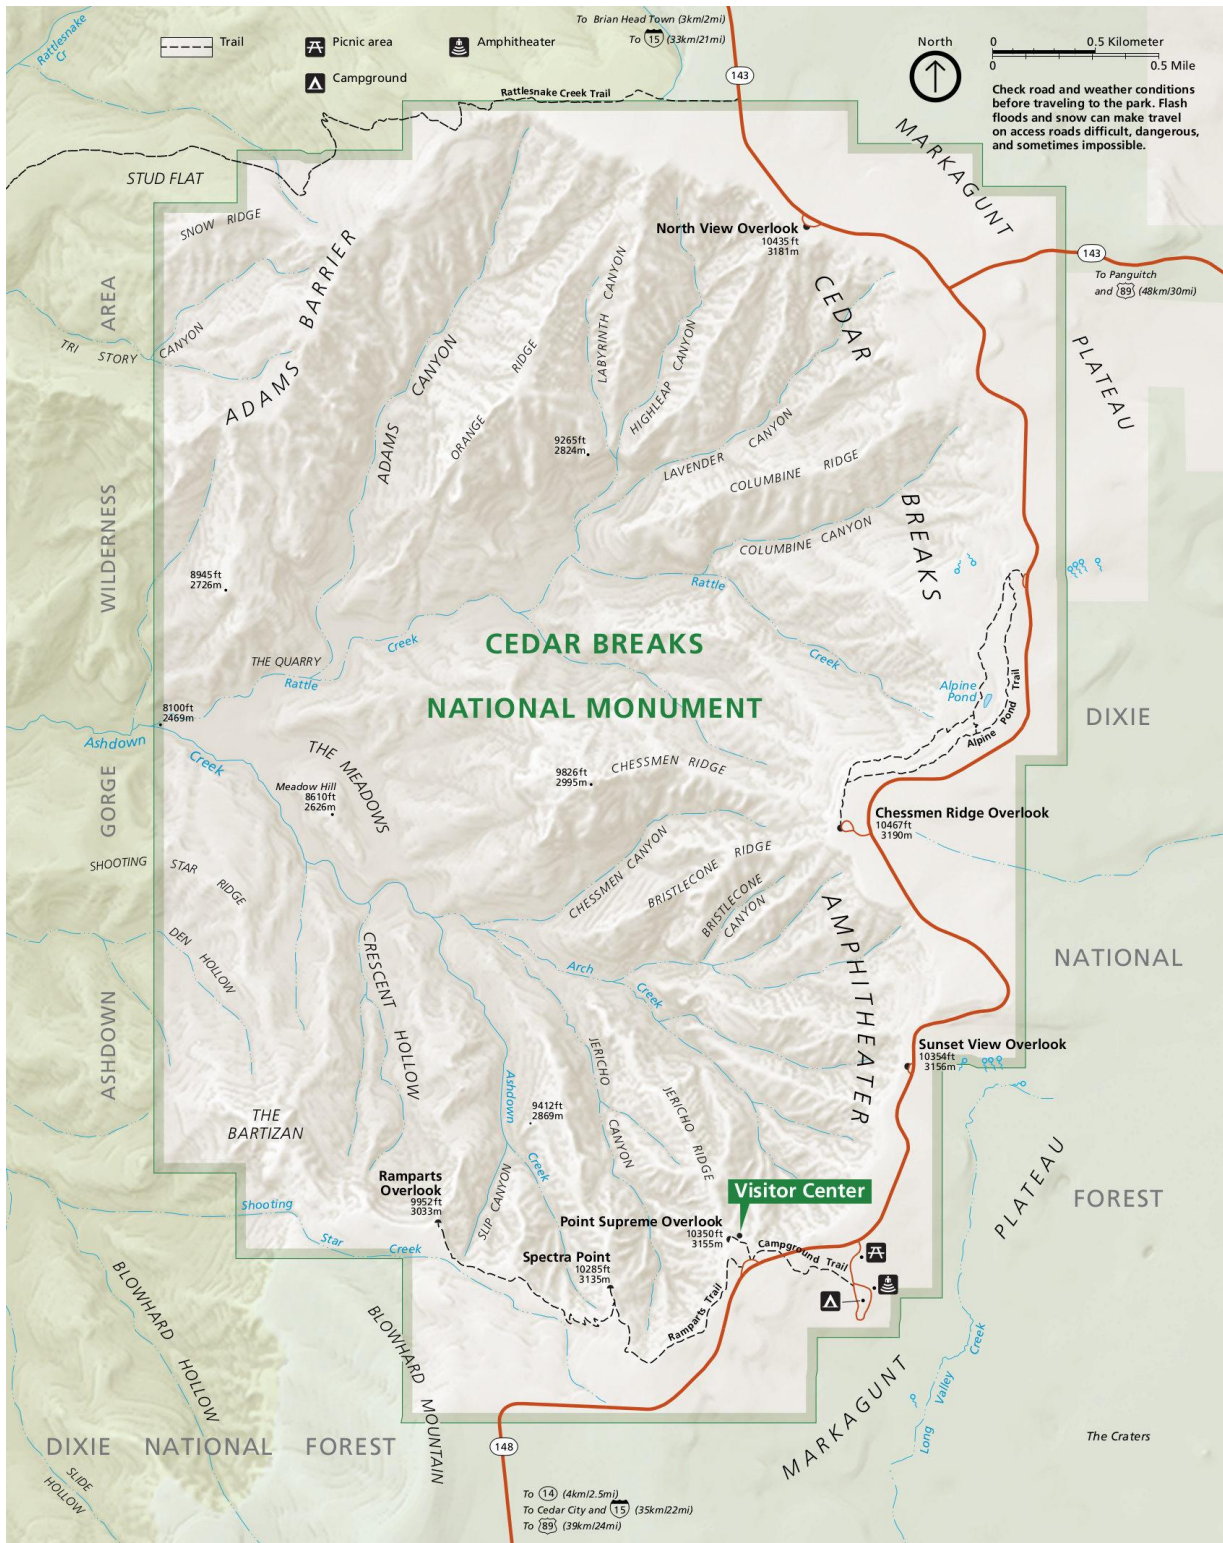 Rattlesnake
Cr
Trail
Picnic area
Amphitheater
Campground
To Brian Head Town (3km/2mi)
To 15 (33km/21mi)
143
North
0 0.5 Kilometer
0 0.5 Mile
Check road and weather conditions
before traveling to the park. Flash
floods and snow can make travel
on access roads difficult, dangerous,
and sometimes impossible.
Rattlesnake Creek Trail
MARKAGUNT
STUD FLAT
SNOW RIDGE
North View Overlook
10435ft
3181m
143
To Panguitch
and 89 (48km/30mi)
ADAMS BARRIER
AREA
TRI STORY CANYON
ADAMS CANYON
ORANGE RIDGE
LABYRINTH CANYON
HIGHLEAP CANYON
CEDAR
PLATEAU
9265ft
2824m
LAVENDER CANYON
COLUMBINE RIDGE
COLUMBINE CANYON
BREAKS
WILDERNESS
8945ft
2726m
Rattle
Creek
Creek
THE QUARRY
Rattle
CEDAR BREAKS
NATIONAL MONUMENT
Alpine
Pond
Alpine Pond Trail
DIXIE
8100ft
2469m
Ashdown
Creek
THE MEADOWS
Meadow Hill
8610ft
2626m
9826ft
2995m
CHESSMEN RIDGE
Chessmen Ridge Overlook
10467ft
3190m
GORGE
SHOOTING STAR RIDGE
CHESSMEN CANYON
BRISTLECONE RIDGE
BRISTLECONE
CANYON
AMPHITHEATER
DEN HOLLOW
CRESCENT HOLLOW
Arch
Creek
NATIONAL
ASHDOWN
JERICHO CANYON
JERICHO RIDGE
Sunset View Overlook
10354ft
3156m
Ashdown
Creek
9412ft
2869m
THE
BARTIZAN
Ramparts
Overlook
9952ft
3033m
SLIP CANYON
Visitor Center
Point Supreme Overlook
10350ft
3155m
Campground Trail
Spectra Point
10285ft
3135m
Ramparts Trail
PLATEAU
FOREST
Shooting
Star
Creek
BLOWHARD HOLLOW
BLOWHARD MOUNTAIN
MARKAGUNT
Long Valley Creek
The Craters
DIXIE NATIONAL FOREST
SLIDE
HOLLOW
148
To 14 (4km/2.5mi)
To Cedar City and 15 (35km/22mi)
To 89 (39km/24mi)